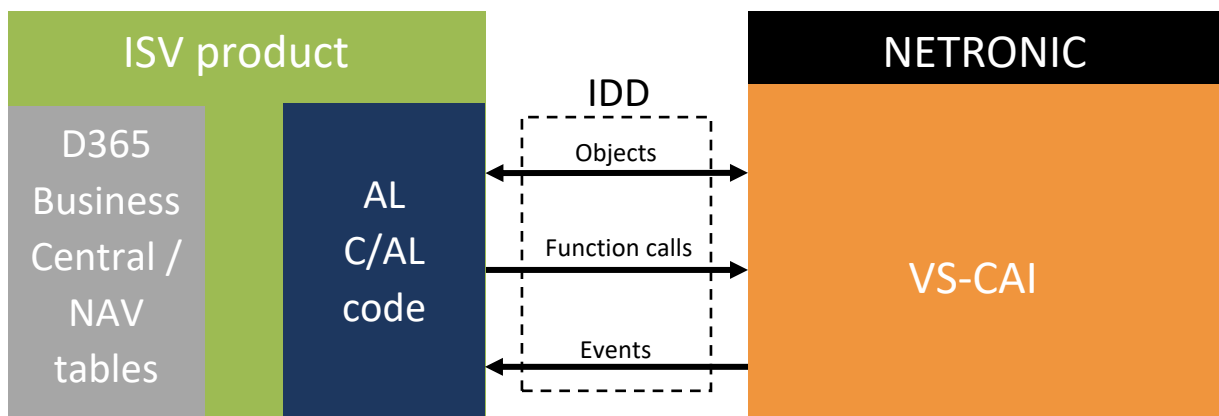 ISV product
D365
Business
Central /
NAV
tables
AL
C/AL
code
IDD
Objects
Function calls
Events
NETRONIC
VS-CAI